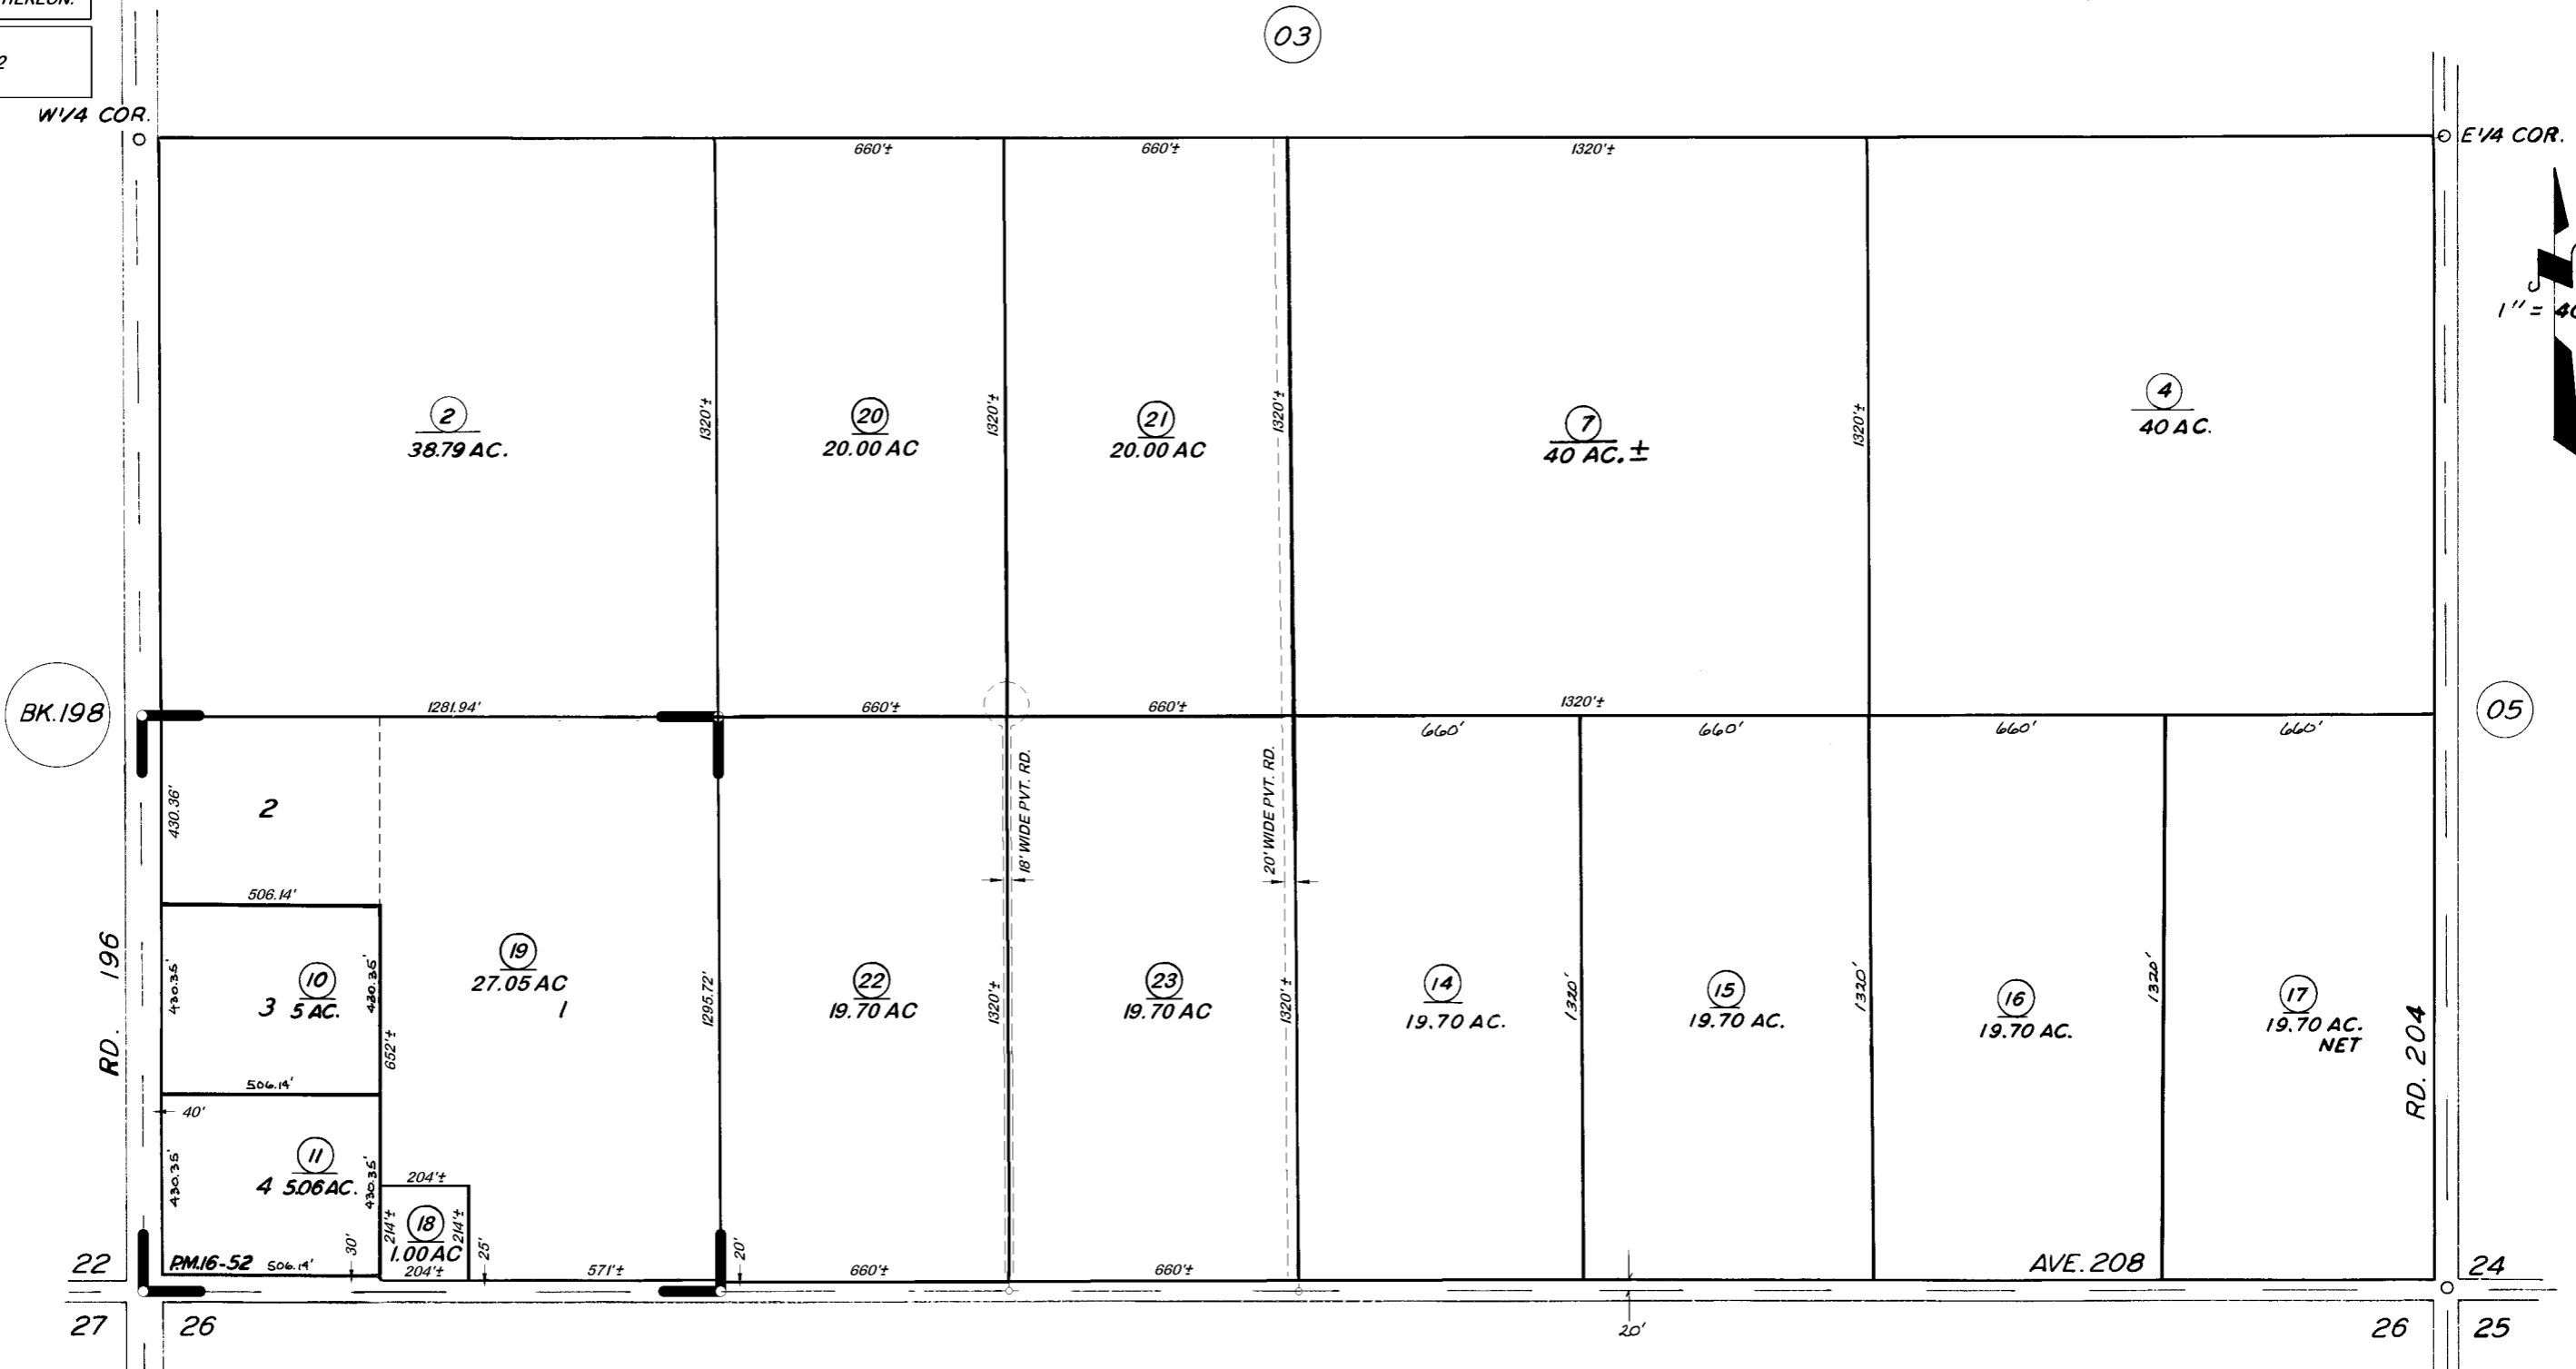 HEREON.
2
03
W'1/4 COR.
E'1/4 COR.
660'±
660'±
1320'±
1" = 40
2
38.79 AC.
1320'±
20
20.00 AC
1320'±
21
20.00 AC
1320'±
7
40 AC.±
1320'±
4
40 AC.
BK.198
1281.94'
660'±
660'±
1320'±
05
660'
660'
660'
660'
430.36'
2
18' WIDE PVT. RD.
20' WIDE PVT. RD.
506.14'
RD. 196
430.35'
3
10
5 AC.
430.35'
652'±
19
27.05 AC
1
1295.72'
22
19.70 AC
1320'±
23
19.70 AC
1320'±
14
19.70 AC.
1320'
15
19.70 AC.
1320'
16
19.70 AC.
1320'
17
19.70 AC.
NET
RD. 204
506.14'
40'
430.35'
4
11
5.06 AC.
430.35'
204'±
214'±
18
1.00 AC
214'±
204'±
25'
30'
20'
22
P.M.16-52
506.14'
571'±
660'±
660'±
AVE. 208
24
27
26
20'
26
25